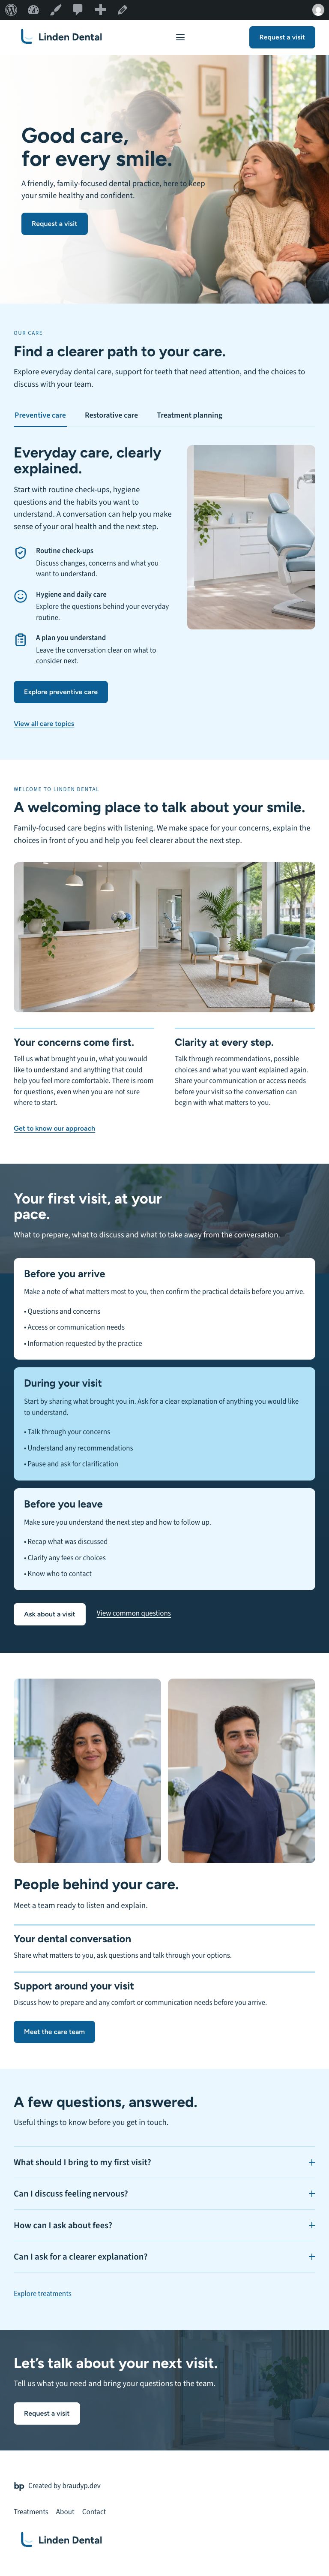 Linden Dental
Request a visit
Good care,
for every smile.
A friendly, family-focused dental practice, here to keep
your smile healthy and confident.
Request a visit
OUR CARE
Find a clearer path to your care.
Explore everyday dental care, support for teeth that need attention, and the choices to
discuss with your team.
Preventive care
Restorative care
Treatment planning
Everyday care, clearly
explained.
Start with routine check-ups, hygiene
questions and the habits you want to
understand. A conversation can help you make
sense of your oral health and the next step.
Routine check-ups
Discuss changes, concerns and what you
want to understand.
Hygiene and daily care
Explore the questions behind your everyday
routine.
A plan you understand
Leave the conversation clear on what to
consider next.
Explore preventive care
View all care topics
WELCOME TO LINDEN DENTAL
A welcoming place to talk about your smile.
Family-focused care begins with listening. We make space for your concerns, explain the
choices in front of you and help you feel clearer about the next step.
Your concerns come first.
Tell us what brought you in, what you would
like to understand and anything that could
help you feel more comfortable. There is room
for questions, even when you are not sure
where to start.
Clarity at every step.
Talk through recommendations, possible
choices and what you want explained again.
Share your communication or access needs
before your visit so the conversation can
begin with what matters to you.
Get to know our approach
Your first visit, at your
pace.
What to prepare, what to discuss and what to take away from the conversation.
Before you arrive
Make a note of what matters most to you, then confirm the practical details before you arrive.
• Questions and concerns
• Access or communication needs
• Information requested by the practice
During your visit
Start by sharing what brought you in. Ask for a clear explanation of anything you would like
to understand.
• Talk through your concerns
• Understand any recommendations
• Pause and ask for clarification
Before you leave
Make sure you understand the next step and how to follow up.
• Recap what was discussed
• Clarify any fees or choices
• Know who to contact
Ask about a visit
View common questions
People behind your care.
Meet a team ready to listen and explain.
Your dental conversation
Share what matters to you, ask questions and talk through your options.
Support around your visit
Discuss how to prepare and any comfort or communication needs before you arrive.
Meet the care team
A few questions, answered.
Useful things to know before you get in touch.
What should I bring to my first visit?
Can I discuss feeling nervous?
How can I ask about fees?
Can I ask for a clearer explanation?
Explore treatments
Let’s talk about your next visit.
Tell us what you need and bring your questions to the team.
Request a visit
bp Created by braudyp.dev
Treatments About Contact
Linden Dental